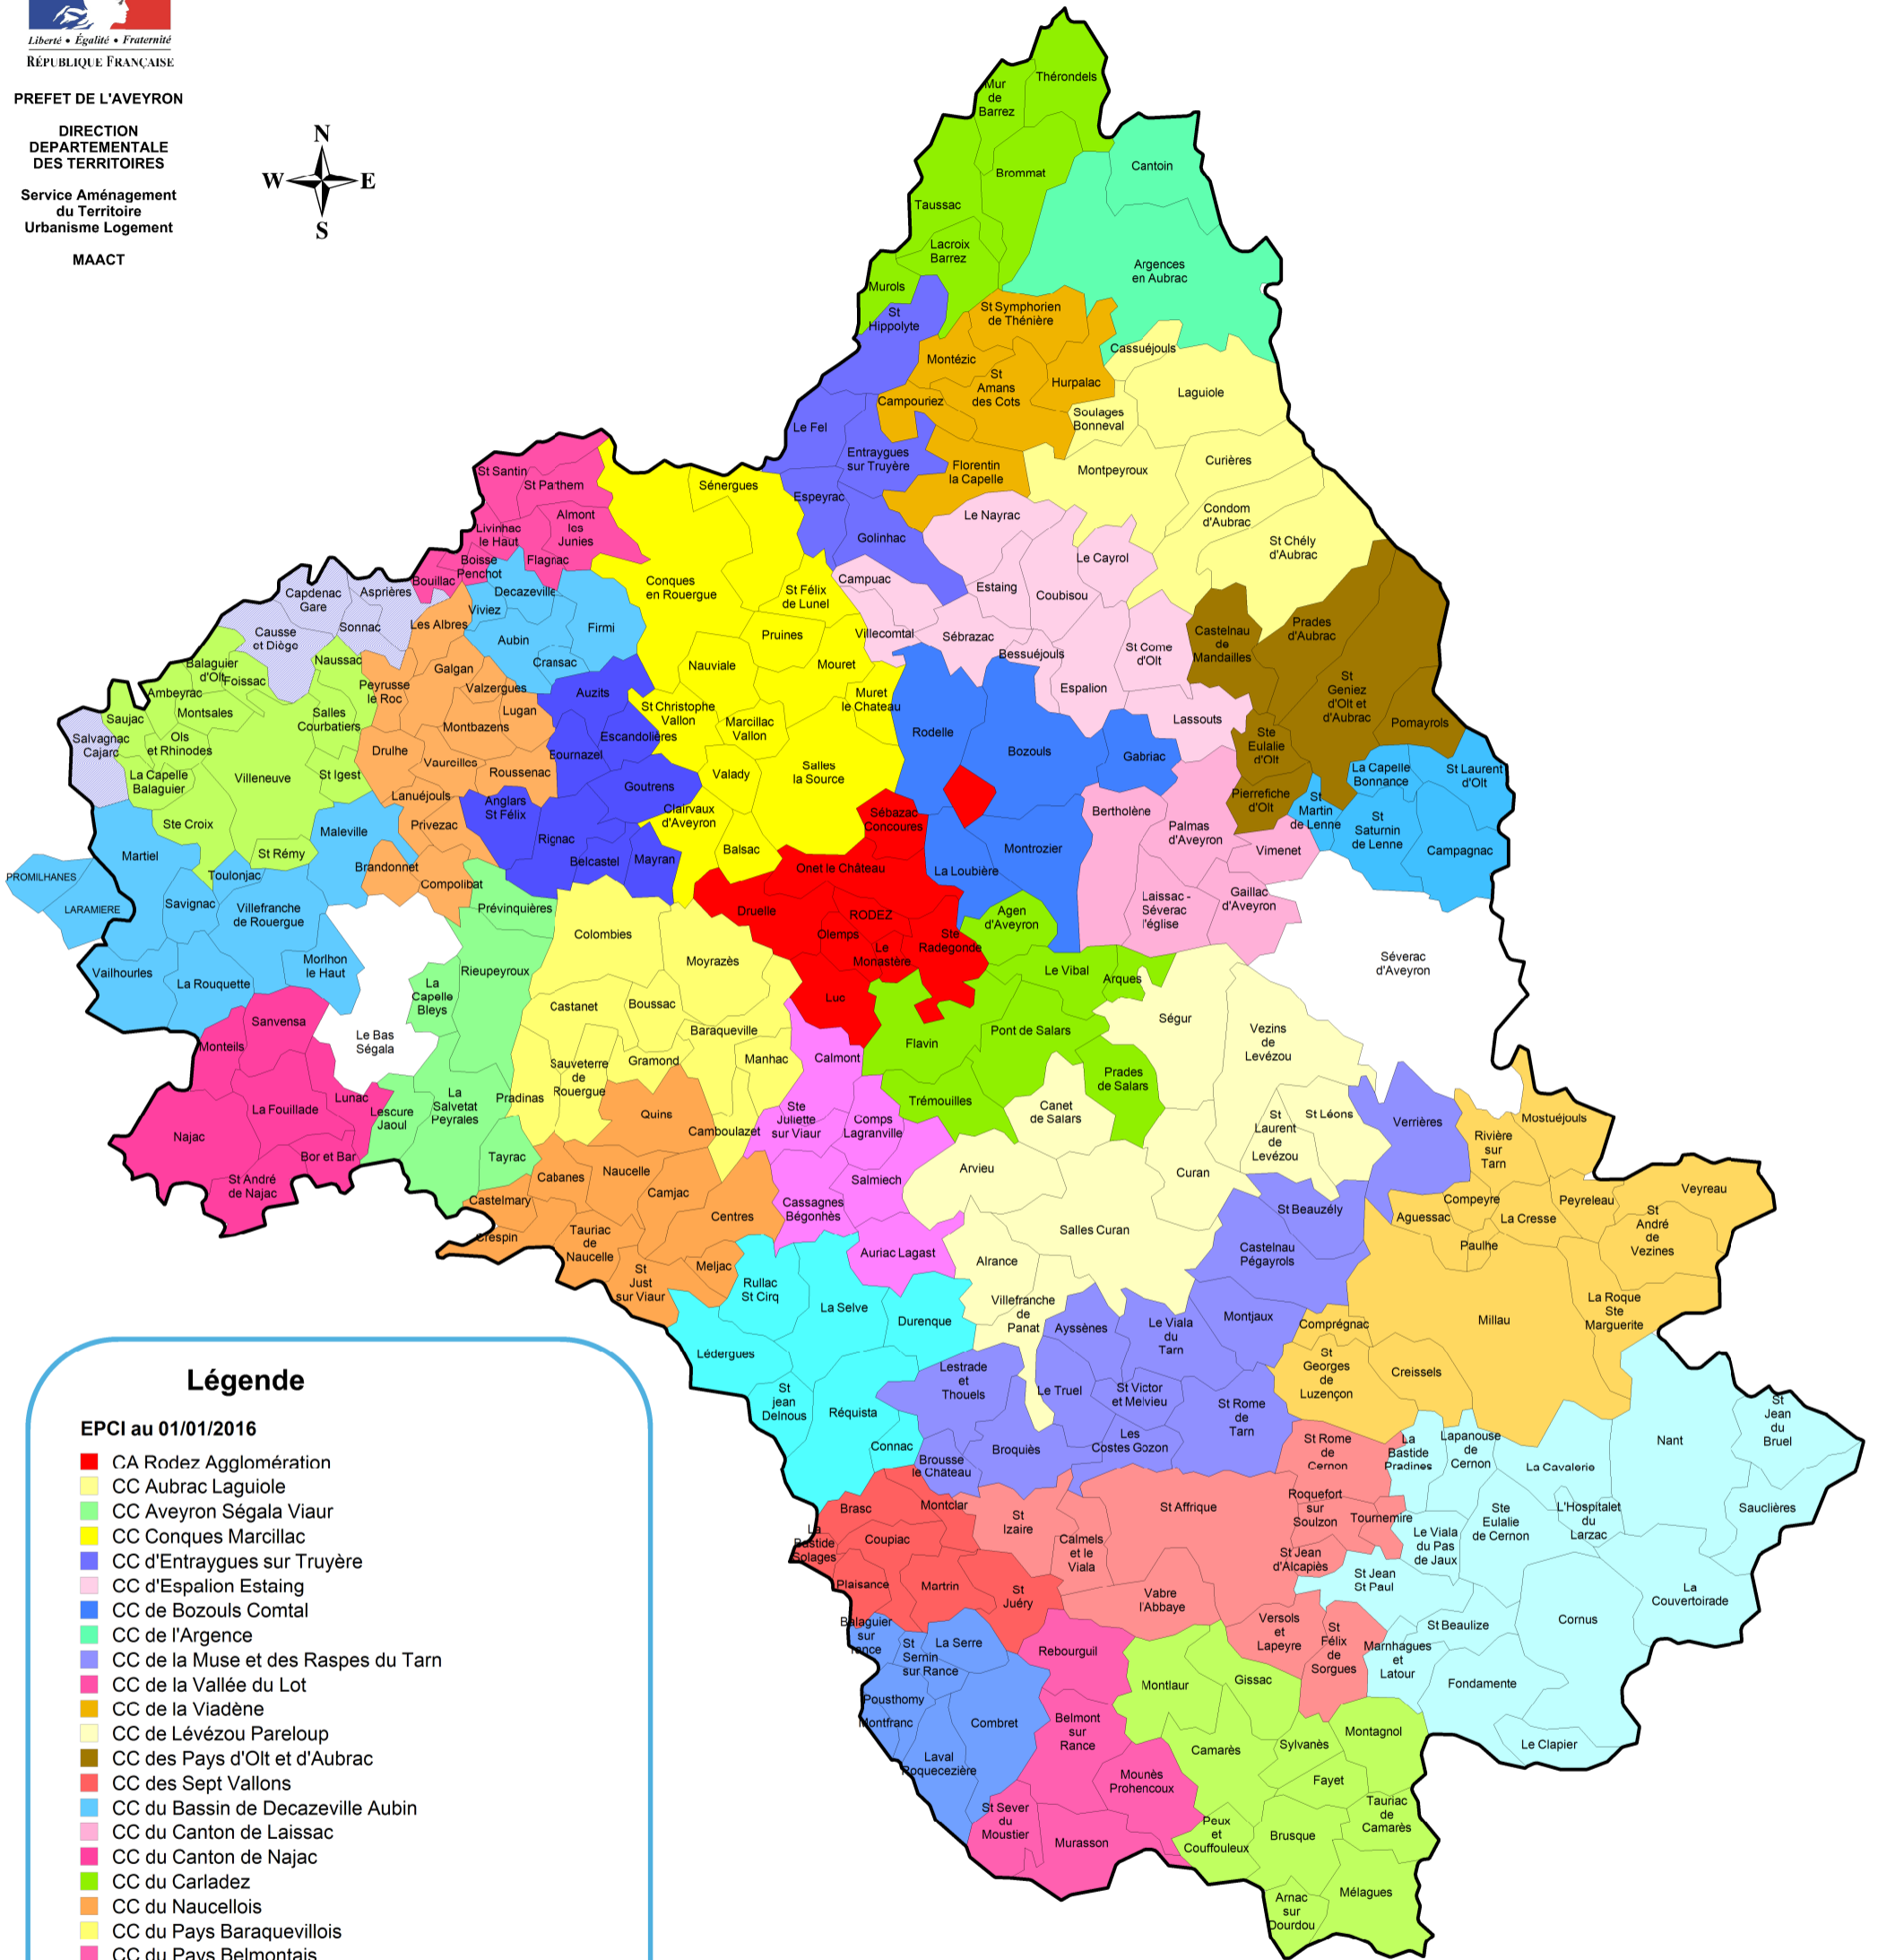 Liberté • Égalité • Fraternité
RÉPUBLIQUE FRANÇAISE
PREFET DE L'AVEYRON
DIRECTION
DEPARTEMENTALE
DES TERRITOIRES
Service Aménagement
du Territoire
Urbanisme Logement
MAACT
N
W
E
S
Thérondels
Mur
de
Barrez
Brommat
Cantoin
Taussac
Lacroix
Barrez
Argences
en Aubrac
Murols
St
Hippolyte
St Symphorien
de Thénière
Cassuéjouls
Montézic
St
Amans
des Cots
Hurpalac
Laguiole
Campouriez
Soulages
Bonneval
Le Fel
Entraygues
sur Truyère
Florentin
la Capelle
Montpeyroux
Curières
Espeyrac
Condom
d'Aubrac
St Chély
d'Aubrac
Golinhac
Le Nayrac
Le Cayrol
Campuac
Estaing
Coubisou
Villecomtal
Sébrazac
Bessuéjouls
St Come
d'Olt
Castelnau
de
Mandailles
Prades
d'Aubrac
Espalion
Lassouts
St
Geniez
d'Olt et
d'Aubrac
Pomayrols
Ste
Eulalie
d'Olt
Pierrefiche
d'Olt
St Santin
St Parthem
Sénergues
Livinhac
le Haut
Almont
les
Junies
Boisse
Penchot
Flagnac
Bouillac
Conques
en Rouergue
St Félix
de Lunel
Capdenac
Gare
Asprières
Decazeville
Viviez
Sonnac
Les Albres
Aubin
Firmi
Cransac
Pruines
Causse
et Diège
Naussac
Galgan
Nauviale
Mouret
Balaguier
d'Olt
Foissac
Peyrusse
le Roc
Valzergues
Auzits
Muret
le Chateau
Ambeyrac
Montsales
Salles
Courbatiers
Lugan
St Christophe
Vallon
Marcillac
Vallon
Rodelle
Bozouls
Gabriac
Saujac
Montbazens
Escandolières
Salvagnac
Cajarc
Ols
et Rhinodes
Drulhe
Vaureilles
Bournazel
Valady
Salles
la Source
La Capelle
Balaguier
Villeneuve
St Igest
Roussenac
Goutrens
La Capelle
Bonnance
St Laurent
d'Olt
Lanuéjouls
Anglars
St Félix
Clairvaux
d'Aveyron
Sébazac
Concoures
Bertholène
Palmas
d'Aveyron
St
Martin
de Lenne
St
Saturnin
de Lenne
Campagnac
Ste Croix
Maleville
Privezac
Rignac
Balsac
Montrozier
Vimenet
Martiel
St Rémy
Brandonnet
Belcastel
Mayran
Onet le Château
La Loubière
PROMILHANES
Toulonjac
Compolibat
Laissac -
Séverac
l'église
Gaillac
d'Aveyron
LARAMIERE
Savignac
Villefranche
de Rouergue
Prévinquières
Colombies
Druelle
RODEZ
Agen
d'Aveyron
Olemps
Le
Monastère
Ste
Radegonde
Séverac
d'Aveyron
Vailhourles
La Rouquette
Morlhon
le Haut
Rieupeyroux
Moyrazès
Le Vibal
Arques
La
Capelle
Bleys
Castanet
Boussac
Luc
Ségur
Sanvensa
Monteils
Le Bas
Ségala
Baraqueville
Flavin
Pont de Salars
Vezins
de
Levézou
Sauveterre
de
Rouergue
Gramond
Manhac
Calmont
Prades
de Salars
La Fouillade
Lunac
Lescure
Jaoul
La
Salvetat
Peyrales
Pradinas
Quins
Camboulazet
Trémouilles
Canet
de Salars
Najac
Bor et Bar
Tayrac
Ste
Juliette
sur Viaur
Comps
Lagranville
St
Laurent
de
Levézou
St Léons
Verrières
Mostuéjouls
Rivière
sur
Tarn
St André
de Najac
Cabanes
Naucelle
Arvieu
Curan
Castelmary
Camjac
Salmiech
Cassagnes
Bégonhès
Centres
Compeyre
Peyreleau
Veyreau
Aguessac
La Cresse
St
André
de
Vezines
Crespin
Tauriac
de
Naucelle
Salles Curan
St Beauzély
Paulhe
Auriac Lagast
Alrance
Castelnau
Pégayrols
St
Just
sur Viaur
Meljac
Rullac
St Cirq
La Selve
Durenque
Villefranche
de
Panat
Ayssènes
Le Viala
du
Tarn
Montjaux
Comprégnac
Millau
La Roque
Ste
Marguerite
Lédergues
Lestrade
et
Thouels
Le Truel
St Victor
et Melvieu
St
Georges
de
Luzençon
Creissels
St
jean
Delnous
Réquista
St Rome
de
Tarn
Connac
Broquiès
Les
Costes Gozon
Brousse
le Chateau
St Rome
de
Cernon
La
Bastide
Pradines
Lapanouse
de
Cernon
La Cavalerie
Nant
St
Jean
du
Bruel
Brasc
Montclar
St
Izaire
St Affrique
Roquefort
sur
Soulzon
Tournemire
Ste
Eulalie
de Cernon
L'Hospitalet
du
Larzac
Sauclières
La
Bastide
Solages
Coupiac
Calmels
et le
Viala
St Jean
d'Alcapiès
Le Viala
du Pas
de Jaux
Plaisance
Martrin
St
Juéry
Vabre
l'Abbaye
St Jean
St Paul
La
Couvertoirade
Balaguier
sur
rance
St
Sernin
sur Rance
La Serre
Rebourguil
Versols
et
Lapeyre
St
Félix
de
Sorgues
Marnhagues
et
Latour
St Beaulize
Cornus
Pousthomy
Montlaur
Gissac
Fondamente
Montfranc
Combret
Belmont
sur
Rance
Camarès
Sylvanès
Montagnol
Le Clapier
Laval
Roquecezière
Mounès
Prohencoux
Fayet
St Sever
du
Moustier
Murasson
Peux
et
Couffouleux
Brusque
Tauriac
de
Camarès
Arnac
sur
Dourdou
Mélagues
Légende
EPCI au 01/01/2016
CA Rodez Agglomération
CC Aubrac Laguiole
CC Aveyron Ségala Viaur
CC Conques Marcillac
CC d'Entraygues sur Truyère
CC d'Espalion Estaing
CC de Bozouls Comtal
CC de l'Argence
CC de la Muse et des Raspes du Tarn
CC de la Vallée du Lot
CC de la Viadène
CC de Lévézou Pareloup
CC des Pays d'Olt et d'Aubrac
CC des Sept Vallons
CC du Bassin de Decazeville Aubin
CC du Canton de Laissac
CC du Canton de Najac
CC du Carladez
CC du Naucellois
CC du Pays Baraquevillois
CC du Pays Belmontais